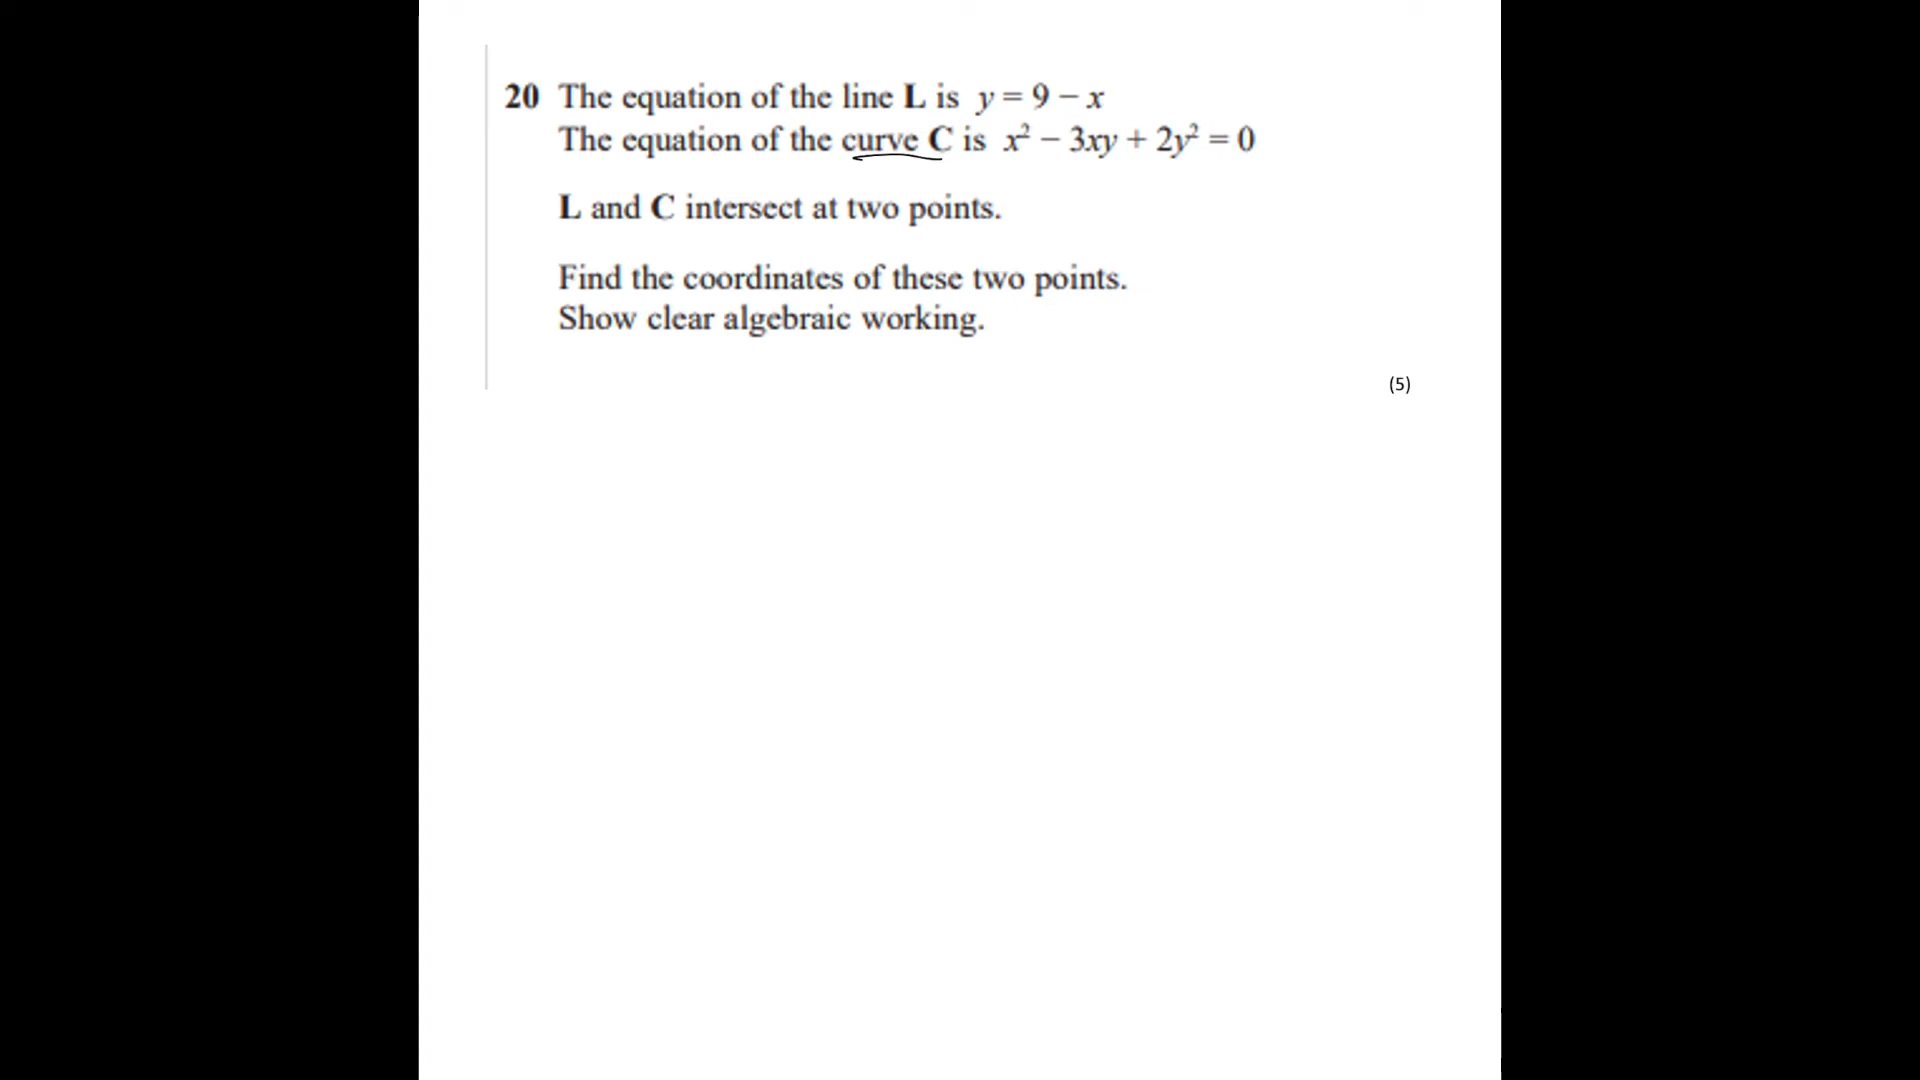 20 The equation of the line L is y = 9 − x
The equation of the curve C is x² − 3xy + 2y² = 0
L and C intersect at two points.
Find the coordinates of these two points.
Show clear algebraic working.
(5)